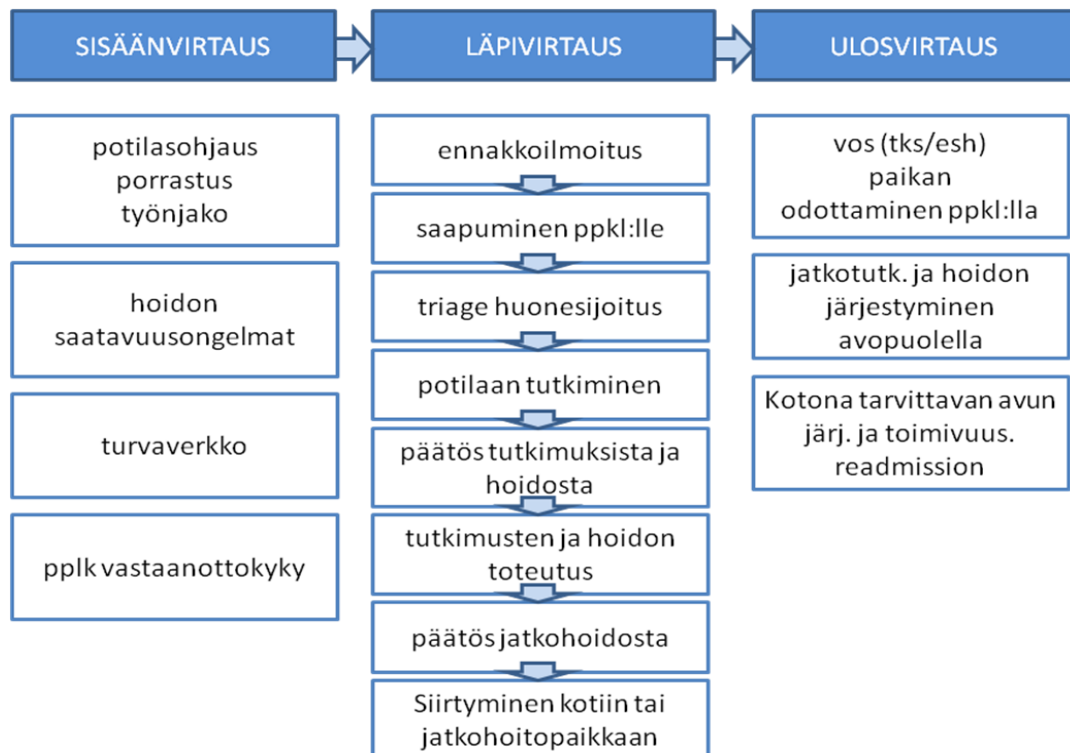 SISÄÄNVIRTAUS
potilasohjaus
porrastus
työnjako
hoidon
saatavuusongelmat
turvaverkko
pplk vastaanottokyky
LÄPIVIRTAUS
ennakkoilmoitus
saapuminen ppkl:lle
triage huonesijoitus
potilaan tutkiminen
päätös tutkimuksista ja
hoidosta
tutkimusten ja hoidon
toteutus
päätös jatkohoidosta
Siirtyminen kotiin tai
jatkohoitopaikkaan
ULOSVIRTAUS
vos (tks/esh)
paikan
odottaminen ppkl:lla
jatkotutk. ja hoidon
järjestyminen
avopuolella
Kotona tarvittavan avun
järj. ja toimivuus.
readmission